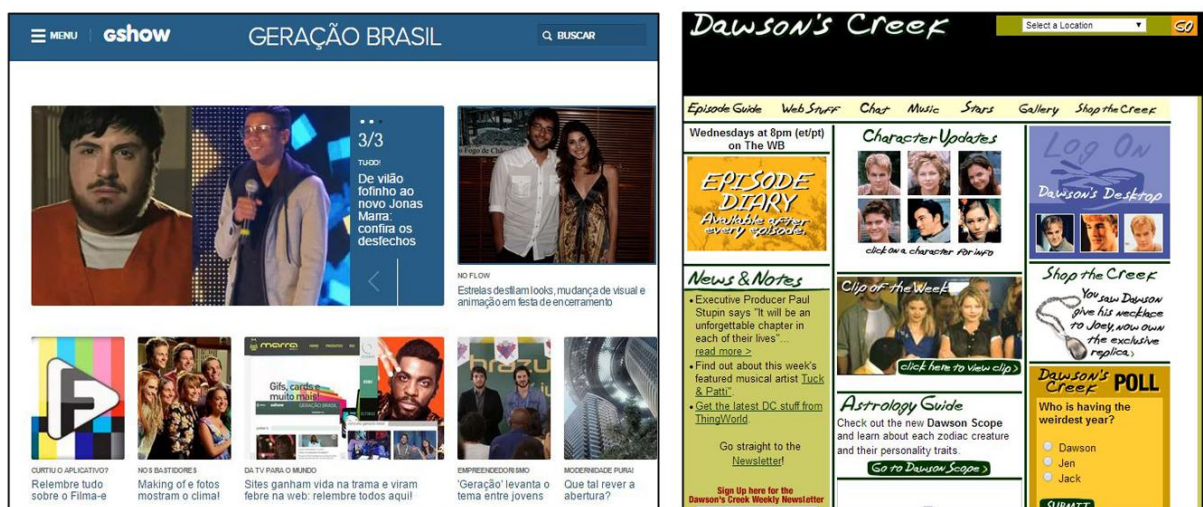 MENU
gshow
GERAÇÃO BRASIL
BUSCAR
3/3
TUDO!
De vilão
fofinho ao
novo Jonas
Marra:
confira os
desfechos
o Fogo de Chã
NO FLOW
Estrelas destilam looks, mudança de visual e
animação em festa de encerramento
marra
Gifs, cards e
muito mais!
GERAÇÃO BRASIL
F
CURTIU O APLICATIVO?
Relembre tudo
sobre o Filma-e
NOS BASTIDORES
Making of e fotos
mostram o clima!
DA TV PARA O MUNDO
Sites ganham vida na trama e viram
febre na web: relembre todos aqui!
EMPREENDEDORISMO
'Geração' levanta o
tema entre jovens
MODERNIDADE PURA!
Que tal rever a
abertura?
Dawson's Creek
Select a Location
GO
Episode Guide
Web Stuff
Chat
Music
Stars
Gallery
Shop the Creek
Wednesdays at 8pm (et/pt)
on The WB
EPISODE
DIARY
Available after
every episode.
News & Notes
• Executive Producer Paul
Stupin says "It will be an
unforgettable chapter in
each of their lives"...
read more >
• Find out about this week's
featured musical artist Tuck
& Patti".
• Get the latest DC stuff from
ThingWorld.
Go straight to the
Newsletter!
Sign Up here for the
Dawson's Creek Weekly Newsletter
Character Updates
click on a character for info
Clip of the Week
click here to view clip>
Astrology Guide
Check out the new Dawson Scope
and learn about each zodiac creature
and their personality traits.
Go to Dawson Scope >
Log On
Dawson's Desktop
Shop the Creek
You saw Dawson
give his necklace
to Joey, now own
the exclusive
replica>
Dawson's
Creek POLL
Who is having the
weirdest year?
Dawson
Jen
Jack
SUBMIT